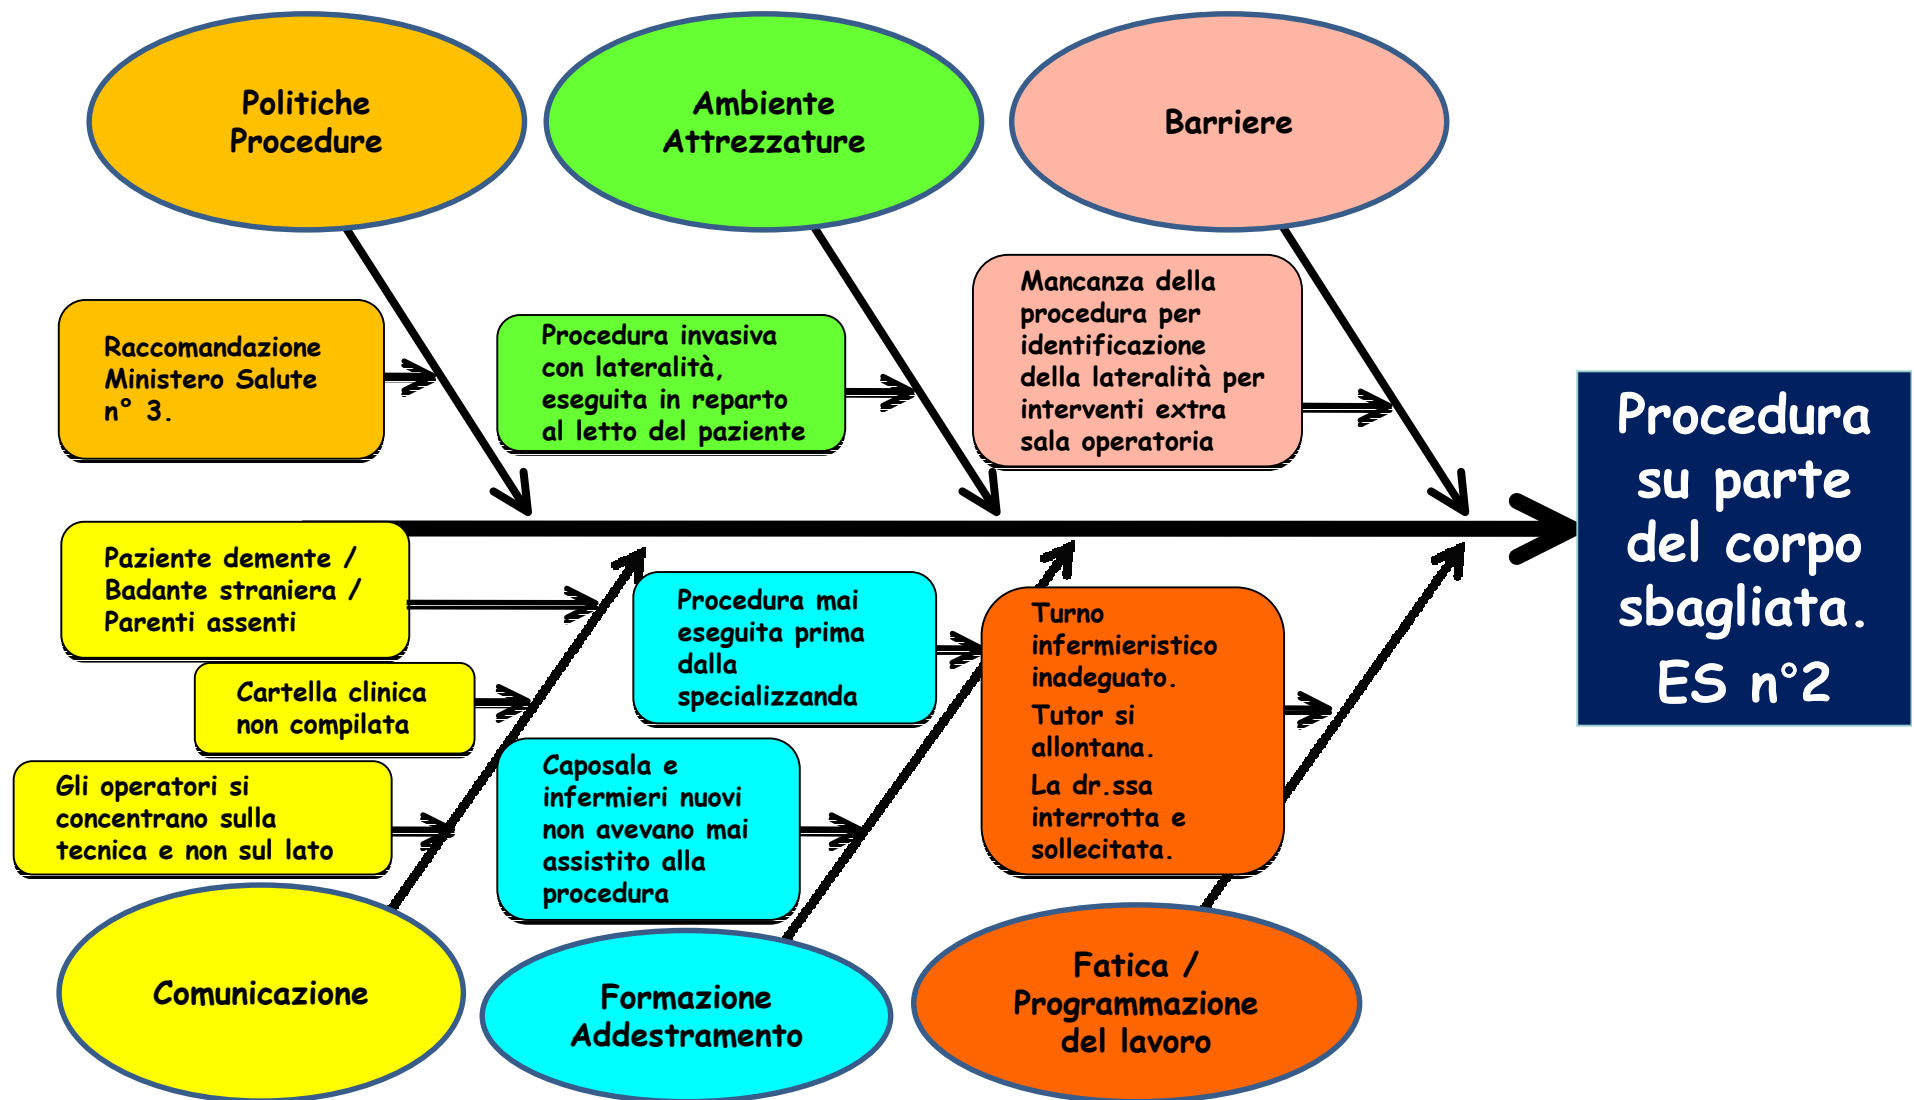 Politiche
Procedure
Ambiente
Attrezzature
Barriere
Raccomandazione
Ministero Salute
n° 3.
Procedura invasiva
con lateralità,
eseguita in reparto
al letto del paziente
Mancanza della
procedura per
identificazione
della lateralità per
interventi extra
sala operatoria
Procedura
su parte
del corpo
sbagliata.
ES n°2
Paziente demente /
Badante straniera /
Parenti assenti
Cartella clinica
non compilata
Gli operatori si
concentrano sulla
tecnica e non sul lato
Procedura mai
eseguita prima
dalla
specializzanda
Caposala e
infermieri nuovi
non avevano mai
assistito alla
procedura
Turno
infermieristico
inadeguato.
Tutor si
allontana.
La dr.ssa
interrotta e
sollecitata.
Comunicazione
Formazione
Addestramento
Fatica /
Programmazione
del lavoro